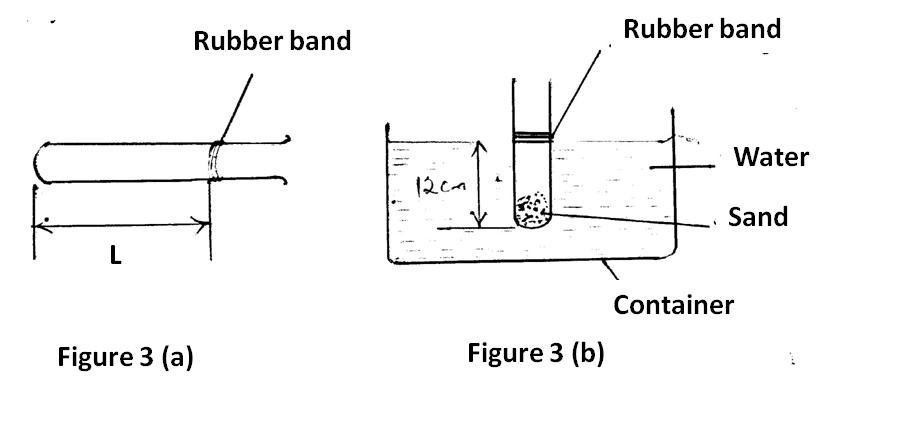 Rubber band
Rubber band
Water
12cm
Sand
L
Container
Figure 3 (a)
Figure 3 (b)